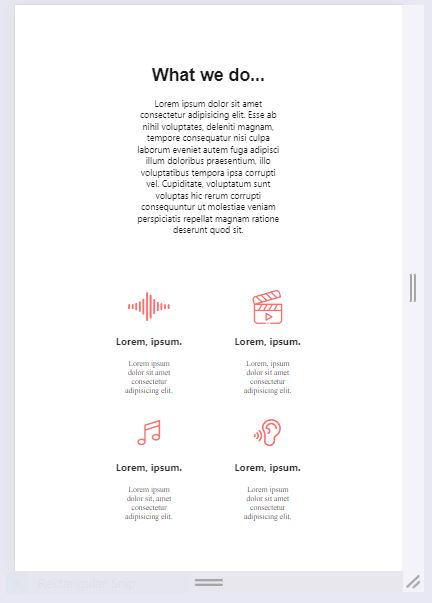 What we do...
Lorem ipsum dolor sit amet
consectetur adipisicing elit. Esse ab
nihil voluptates, deleniti magnam,
tempore consequatur nisi culpa
laborum eveniet autem fuga adipisci
illum doloribus praesentium, illo
voluptatibus tempora ipsa corrupti
vel. Cupiditate, voluptatum sunt
voluptas hic rerum corrupti
consequuntur ut molestiae veniam
perspiciatis repellat magnam ratione
deserunt quod sit.
Lorem, ipsum.
Lorem ipsum
dolor sit amet
consectetur
adipisicing elit.
Lorem, ipsum.
Lorem ipsum
dolor sit amet
consectetur
adipisicing elit.
Lorem, ipsum.
Lorem ipsum
dolor sit, amet
consectetur
adipisicing elit.
Lorem, ipsum.
Lorem ipsum
dolor sit amet
consectetur
adipisicing elit.
Rectangular Snip